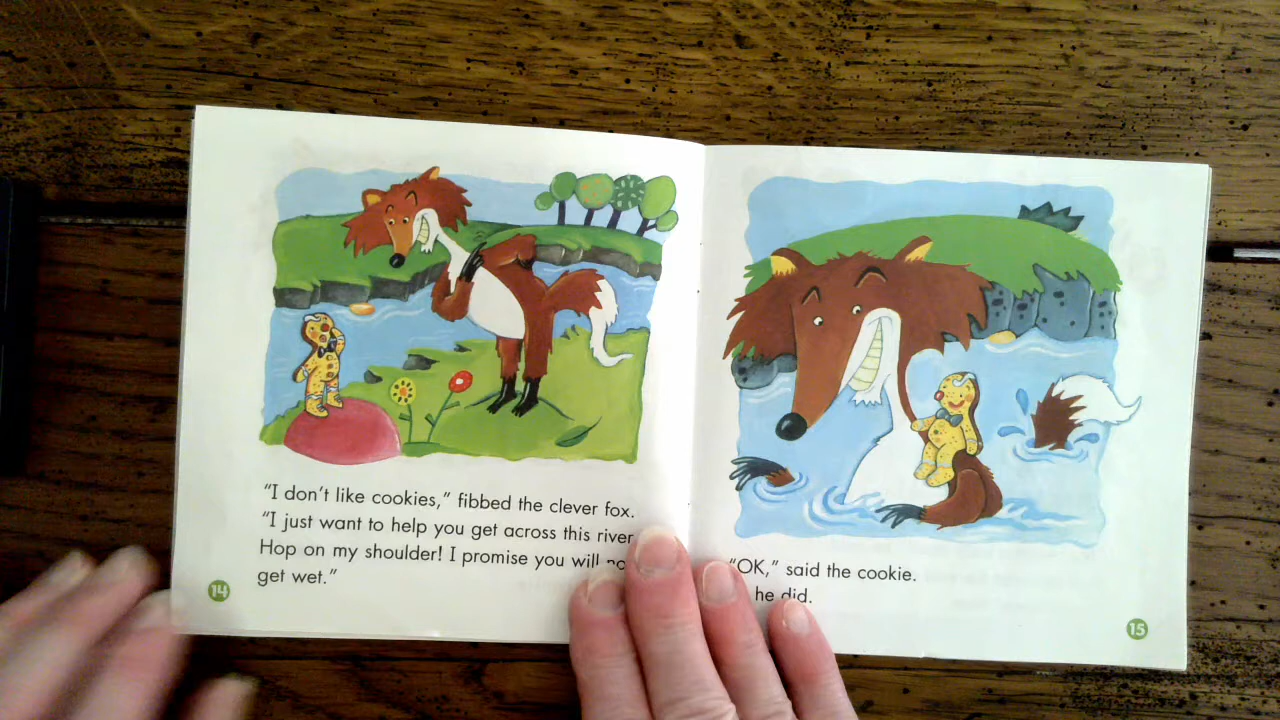 “I don’t like cookies,” fibbed the clever fox.
“I just want to help you get across this river
Hop on my shoulder! I promise you will
get wet.”
14
“OK,” said the cookie.
he did.
15